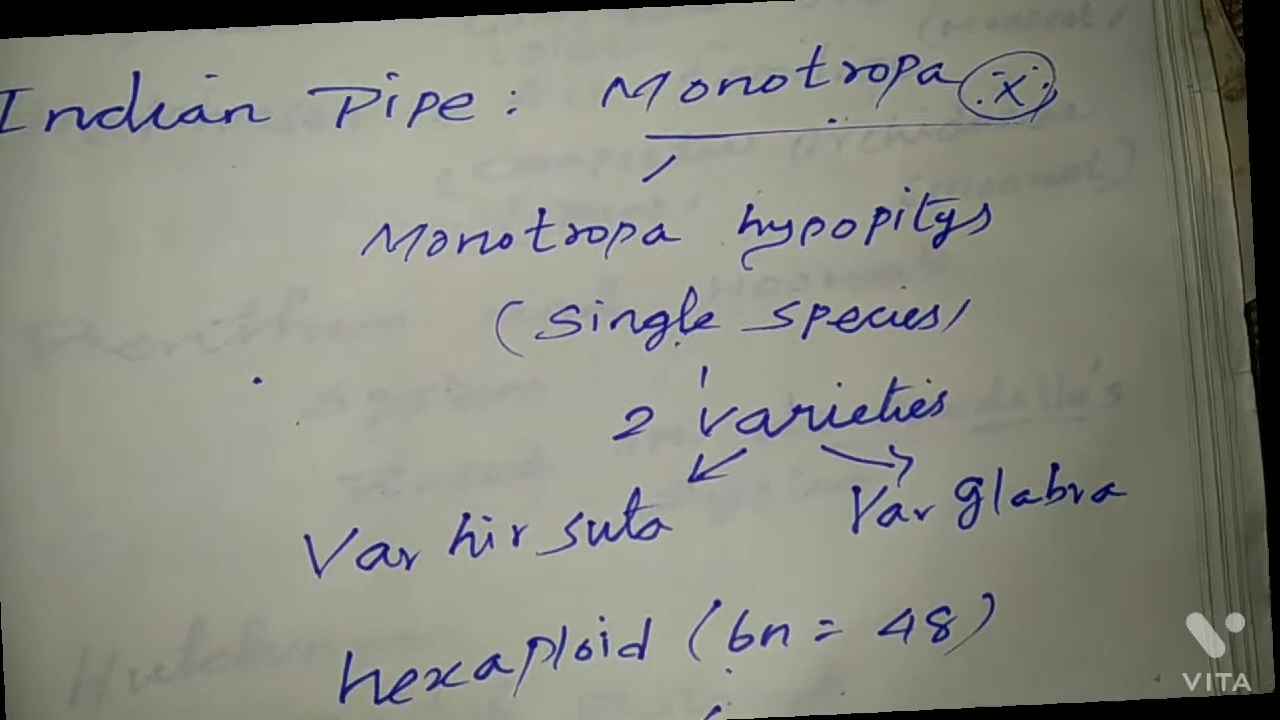 Indian Pipe: Monotropa (x)
Monotropa hypopitys
(Single species)
2 varieties
Var hirsuta Var glabra
hexaploid (6n = 48)
VITA